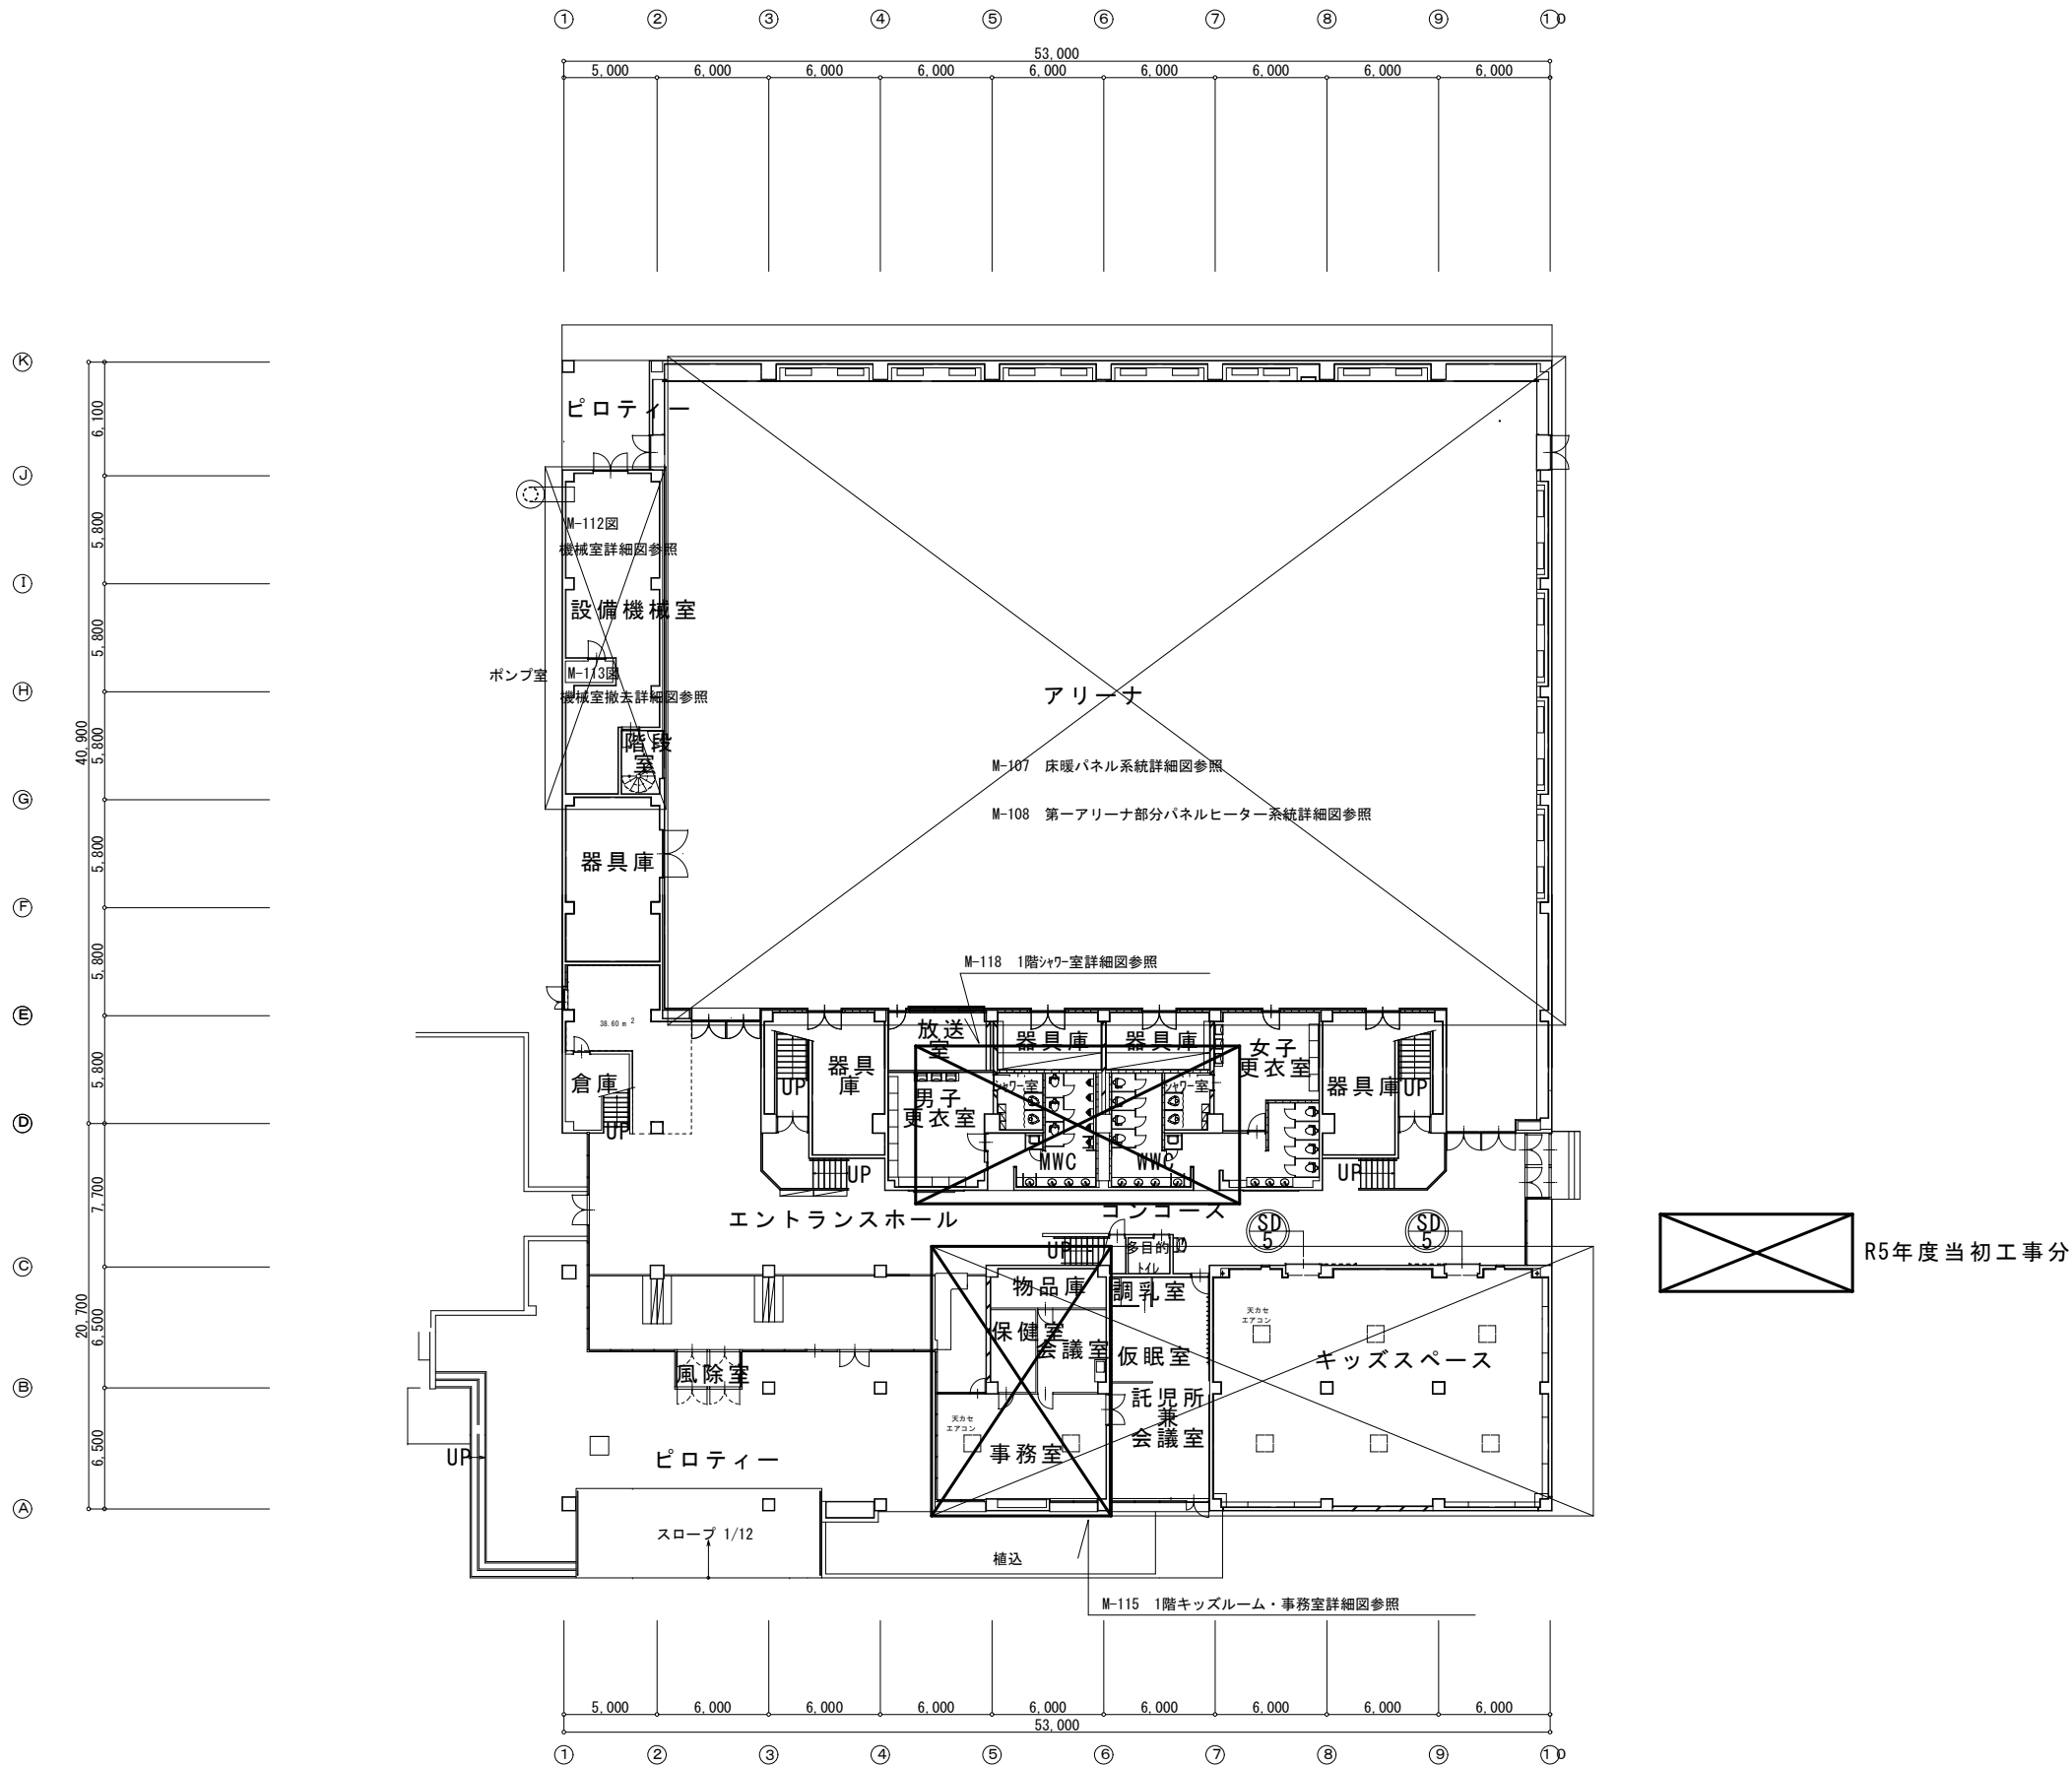 ① ② ③ ④ ⑤ ⑥ ⑦ ⑧ ⑨ ⑩
53,000
5,000 6,000 6,000 6,000 6,000 6,000 6,000 6,000 6,000
Ⓚ
6,100
ピロティー
Ⓙ
5,800
M-112図
機械室詳細図参照
Ⓘ
5,800
設備機械室
ポンプ室
M-113図
機械室撤去詳細図参照
Ⓗ
アリーナ
40,900
5,800
階段
室
M-107 床暖パネル系統詳細図参照
Ⓖ
M-108 第一アリーナ部分パネルヒーター系統詳細図参照
5,800
器具庫
Ⓕ
5,800
M-118 1階シャワー室詳細図参照
Ⓔ
38.60 m 2
5,800
放送
室
器具庫
器具庫
女子
更衣室
器具
庫
倉庫
UP
UP
男子
更衣室
シャワー室
シャワー室
器具庫
UP
Ⓓ
MWC
WWC
UP
UP
7,700
エントランスホール
コンコース
SD
5
SD
5
R5年度当初工事分
UP
多目的
トイレ
Ⓒ
物品庫
調乳室
20,700
6,500
保健室
会議室
仮眠室
天カセ
エアコン
キッズスペース
風除室
Ⓑ
託児所
兼
会議室
天カセ
エアコン
6,500
UP
ピロティー
事務室
Ⓐ
スロープ 1/12
植込
M-115 1階キッズルーム・事務室詳細図参照
5,000 6,000 6,000 6,000 6,000 6,000 6,000 6,000 6,000
53,000
① ② ③ ④ ⑤ ⑥ ⑦ ⑧ ⑨ ⑩